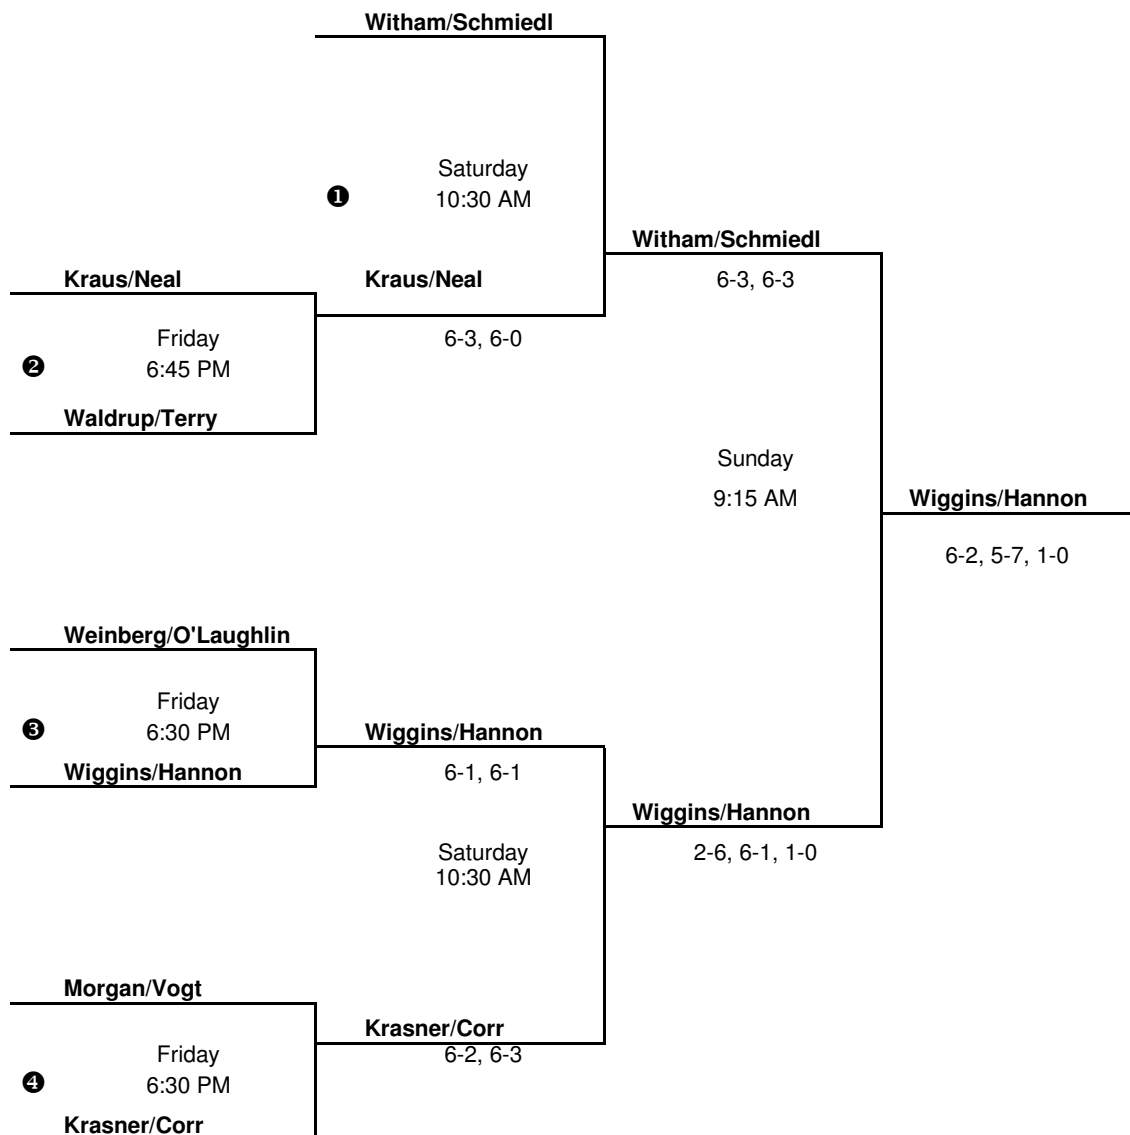 Witham/Schmiedl
Saturday
❶ 10:30 AM
Witham/Schmiedl
Kraus/Neal Kraus/Neal 6-3, 6-3
Friday 6-3, 6-0
❷ 6:45 PM
Waldrup/Terry
Sunday
9:15 AM Wiggins/Hannon
6-2, 5-7, 1-0
Weinberg/O'Laughlin
Friday
❸ 6:30 PM Wiggins/Hannon
Wiggins/Hannon 6-1, 6-1
Wiggins/Hannon
Saturday 2-6, 6-1, 1-0
10:30 AM
Morgan/Vogt
Krasner/Corr
Friday 6-2, 6-3
❹ 6:30 PM
Krasner/Corr